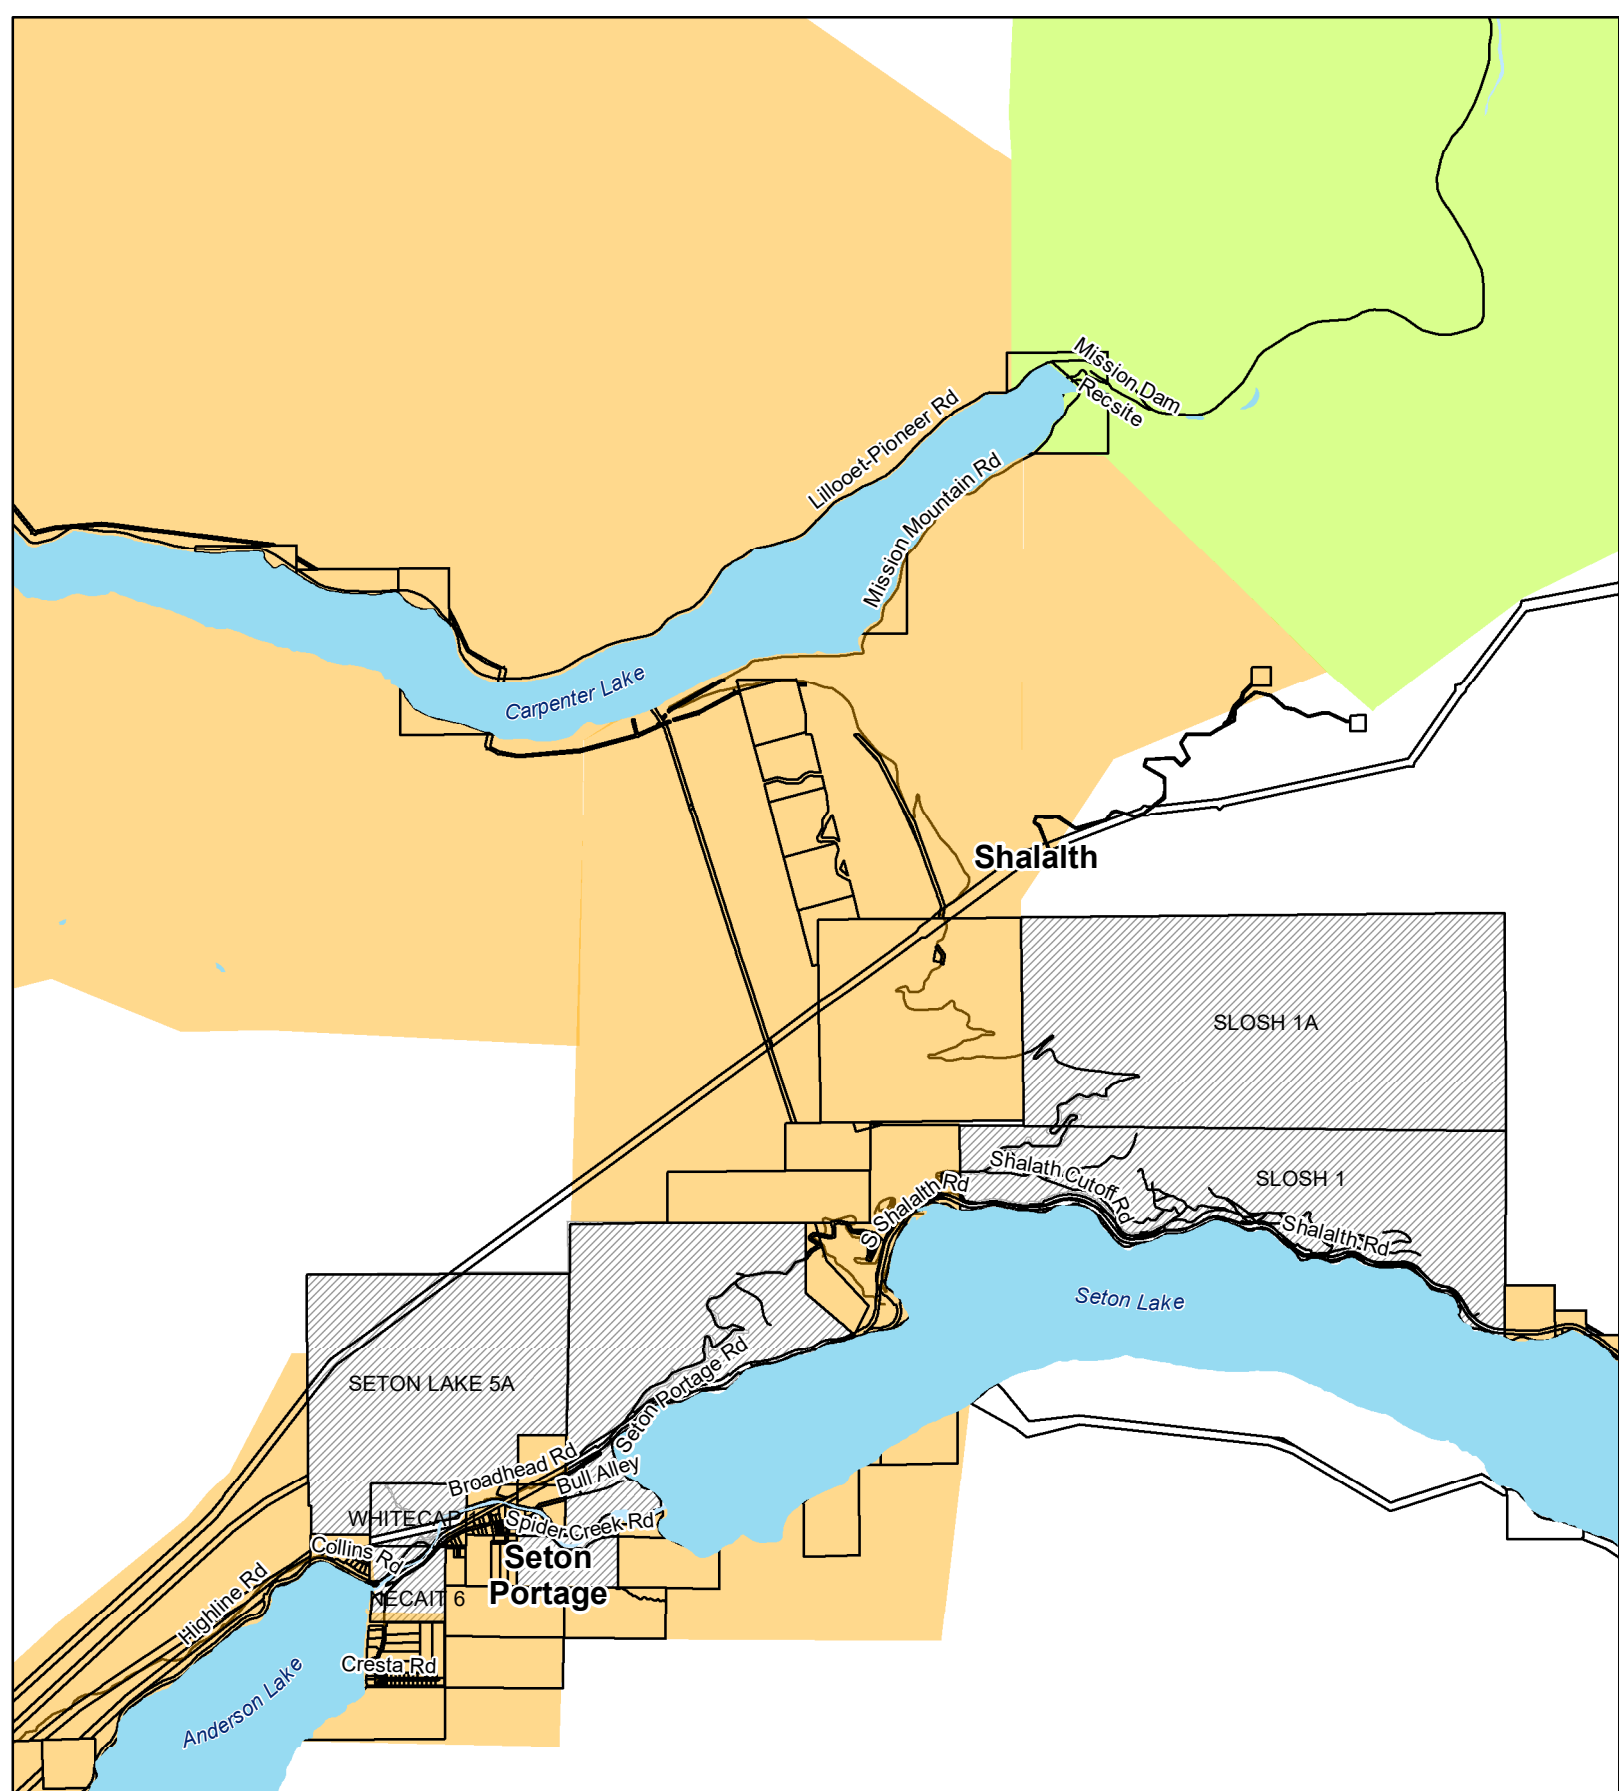 Mission Dam
Recsite
Lillooet-Pioneer Rd
Mission Mountain Rd
Carpenter Lake
Shalalth
SLOSH 1A
Shalath Cutoff Rd
SLOSH 1
S Shalalth Rd
Shalalth Rd
Seton Lake
SETON LAKE 5A
Seton Portage Rd
Broadhead Rd
Bull Alley
WHITECAP
Spider Creek Rd
Collins Rd
Seton
Portage
Highline Rd
NECAIT 6
Cresta Rd
Anderson Lake